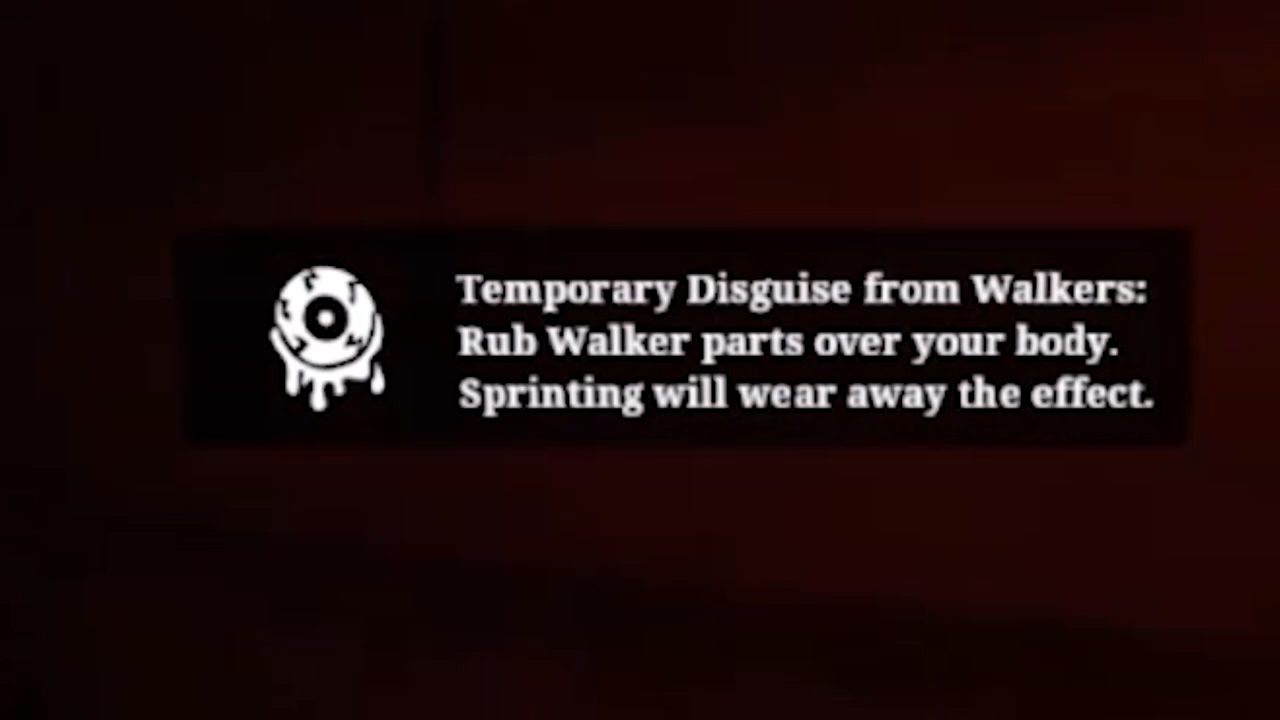 Temporary Disguise from Walkers:
Rub Walker parts over your body.
Sprinting will wear away the effect.